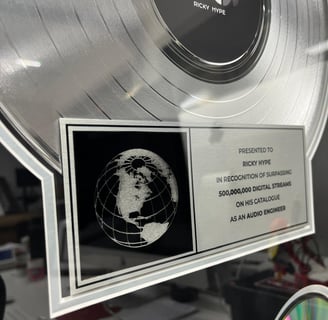 RICKY HYPE
PRESENTED TO
RICKY HYPE
IN RECOGNITION OF SURPASSING
500,000,000 DIGITAL STREAMS
ON HIS CATALOGUE
AS AN AUDIO ENGINEER